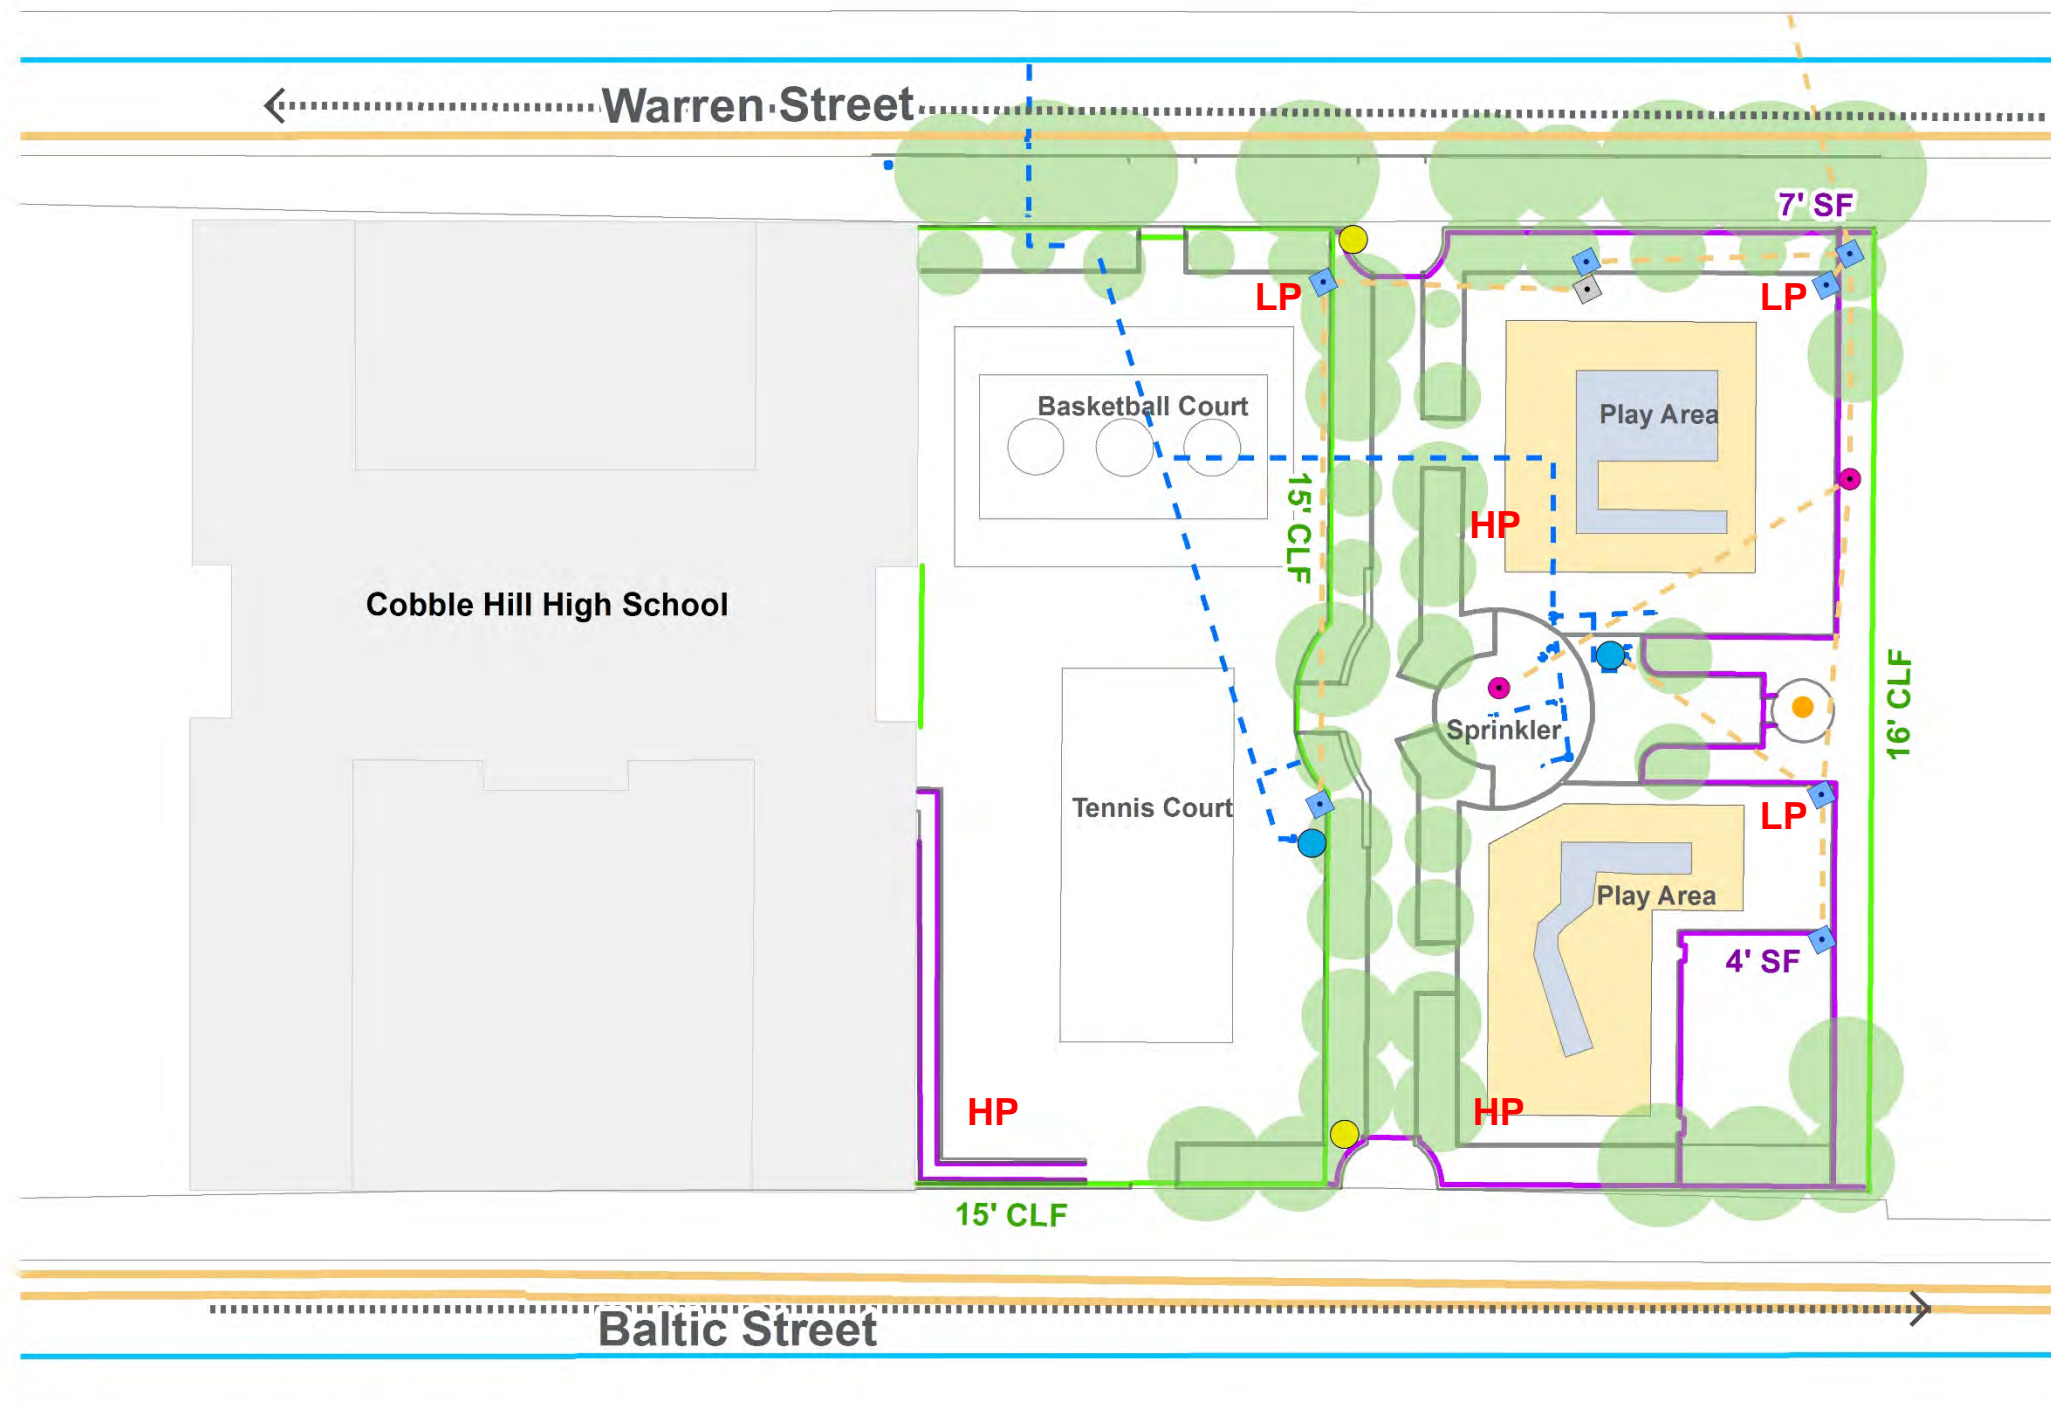 Warren Street
7' SF
LP
LP
Basketball Court
Play Area
15' CLF
HP
Cobble Hill High School
16' CLF
Sprinkler
Tennis Court
LP
Play Area
4' SF
HP
HP
15' CLF
Baltic Street